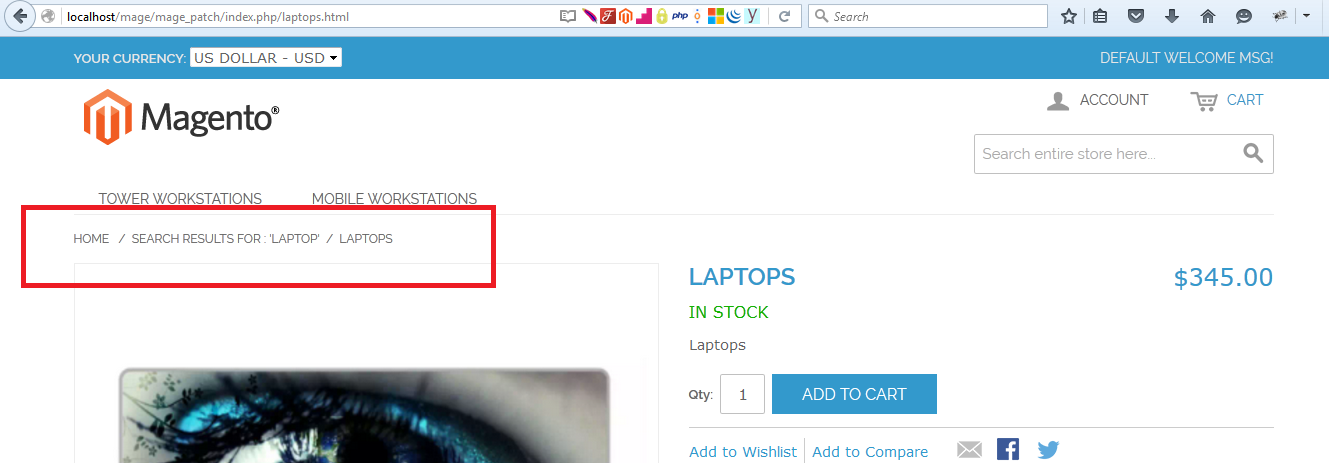 localhost/mage/mage_patch/index.php/laptops.html
php
Search
YOUR CURRENCY: US DOLLAR - USD
DEFAULT WELCOME MSG!
Magento®
ACCOUNT
CART
Search entire store here...
TOWER WORKSTATIONS MOBILE WORKSTATIONS
HOME / SEARCH RESULTS FOR : 'LAPTOP' / LAPTOPS
LAPTOPS
$345.00
IN STOCK
Laptops
Qty: 1 ADD TO CART
Add to Wishlist Add to Compare